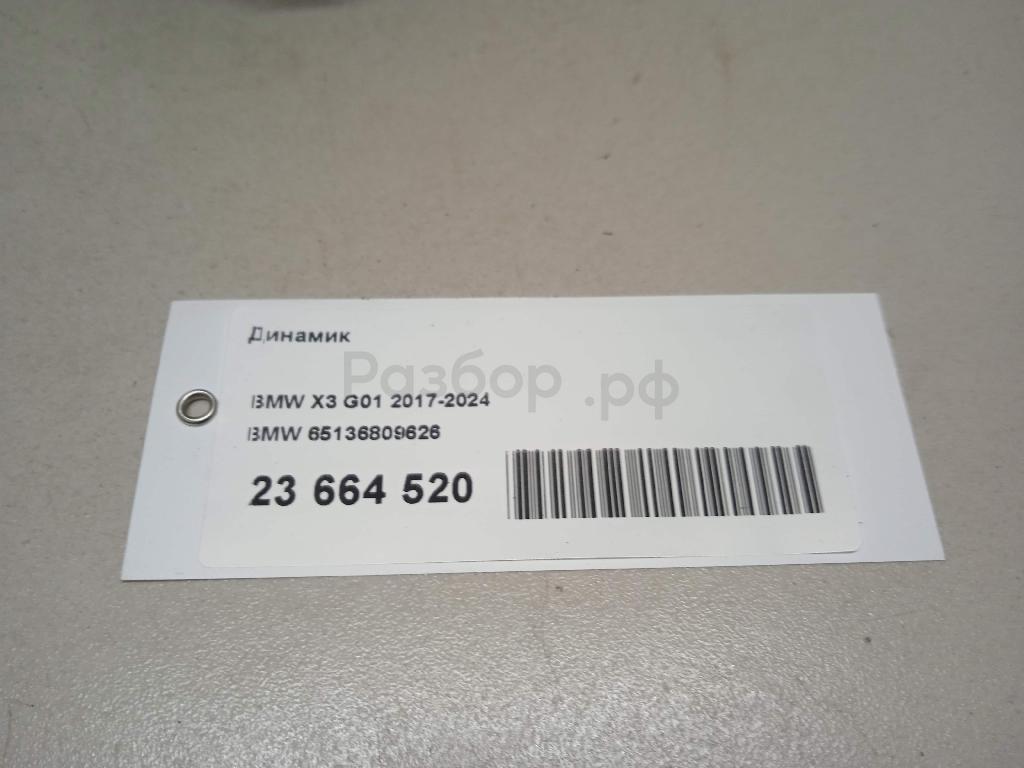 Динамик
Разбор.рф
BMW X3 G01 2017-2024
BMW 65136809626
23 664 520